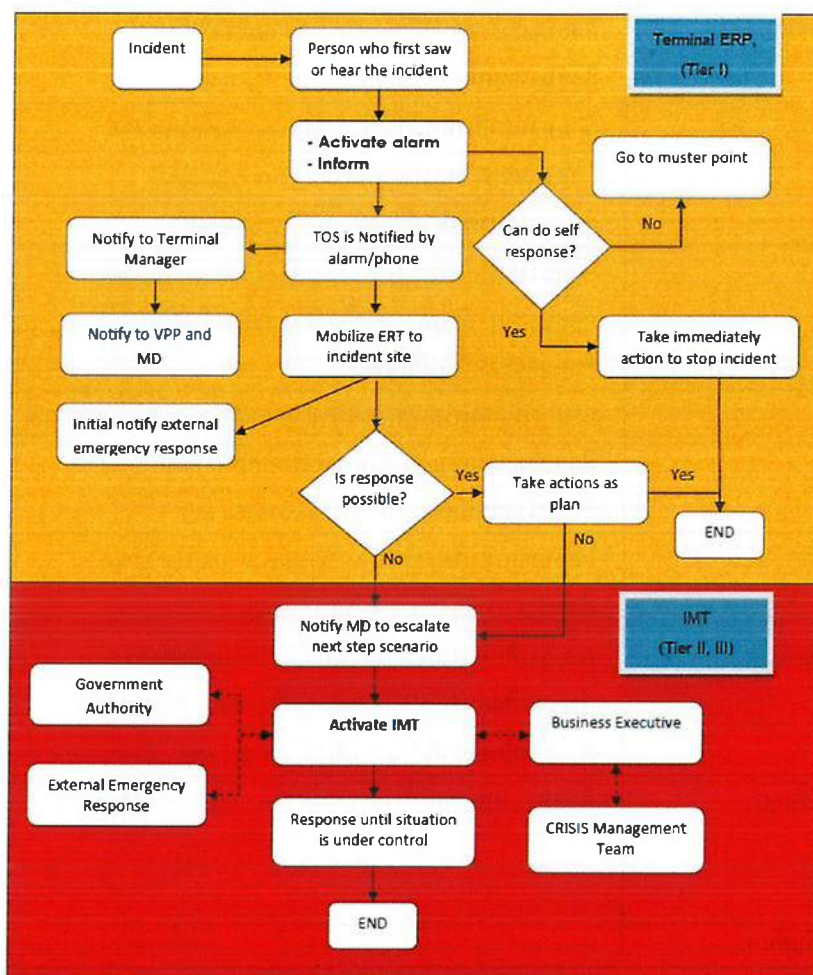 Incident
Person who first saw
or hear the incident
Terminal ERP,
(Tier I)
- Activate alarm
- Inform
Go to muster point
No
Can do self
response?
Notify to Terminal
Manager
TOS is Notified by
alarm/phone
Notify to VPP and
MD
Mobilize ERT to
incident site
Yes
Take immediately
action to stop incident
Initial notify external
emergency response
Is response
possible?
Yes
Take actions as
plan
Yes
END
No
No
Notify MD to escalate
next step scenario
IMT
(Tier II, III)
Government
Authority
Activate IMT
Business Executive
External Emergency
Response
Response until situation
is under control
CRISIS Management
Team
END